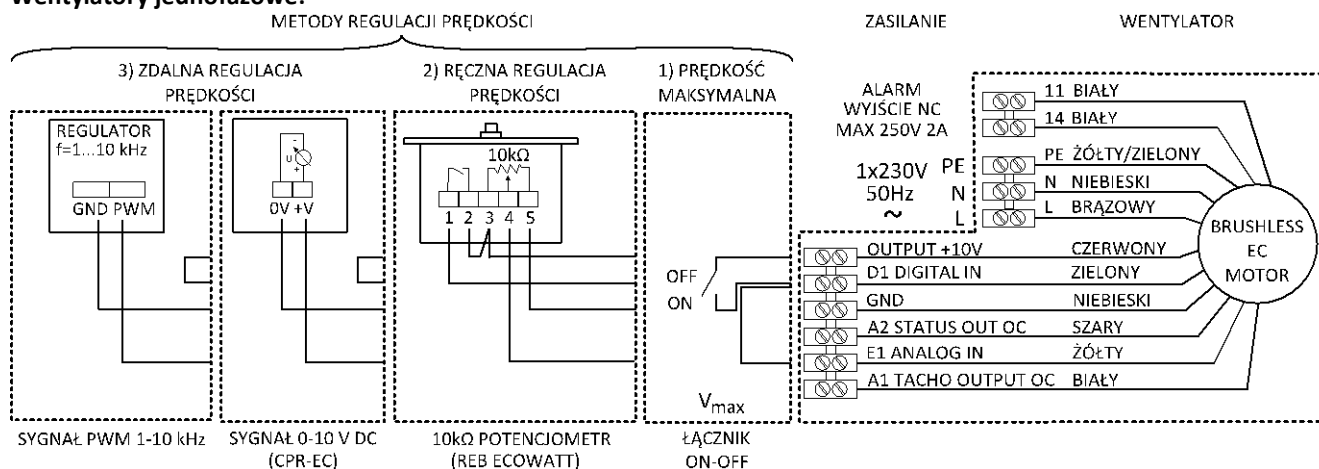 Wentylatory jednofazowe:
METODY REGULACJI PRĘDKOŚCI
ZASILANIE
WENTYLATOR
3) ZDALNA REGULACJA
PRĘDKOŚCI
2) RĘCZNA REGULACJA
PRĘDKOŚCI
1) PRĘDKOŚĆ
MAKSYMALNA
REGULATOR
f=1...10 kHz
GND PWM
U
-
+
0V +V
10kΩ
1 2 3 4 5
OFF
ON
Vmax
ALARM
WYJŚCIE NC
MAX 250V 2A
1x230V
50Hz
~
PE
N
L
11 BIAŁY
14 BIAŁY
PE ŻÓŁTY/ZIELONY
N NIEBIESKI
L BRĄZOWY
OUTPUT +10V CZERWONY
D1 DIGITAL IN ZIELONY
GND NIEBIESKI
A2 STATUS OUT OC SZARY
E1 ANALOG IN ŻÓŁTY
A1 TACHO OUTPUT OC BIAŁY
BRUSHLESS
EC
MOTOR
SYGNAŁ PWM 1-10 kHz
SYGNAŁ 0-10 V DC
(CPR-EC)
10kΩ POTENCJOMETR
(REB ECOWATT)
ŁĄCZNIK
ON-OFF